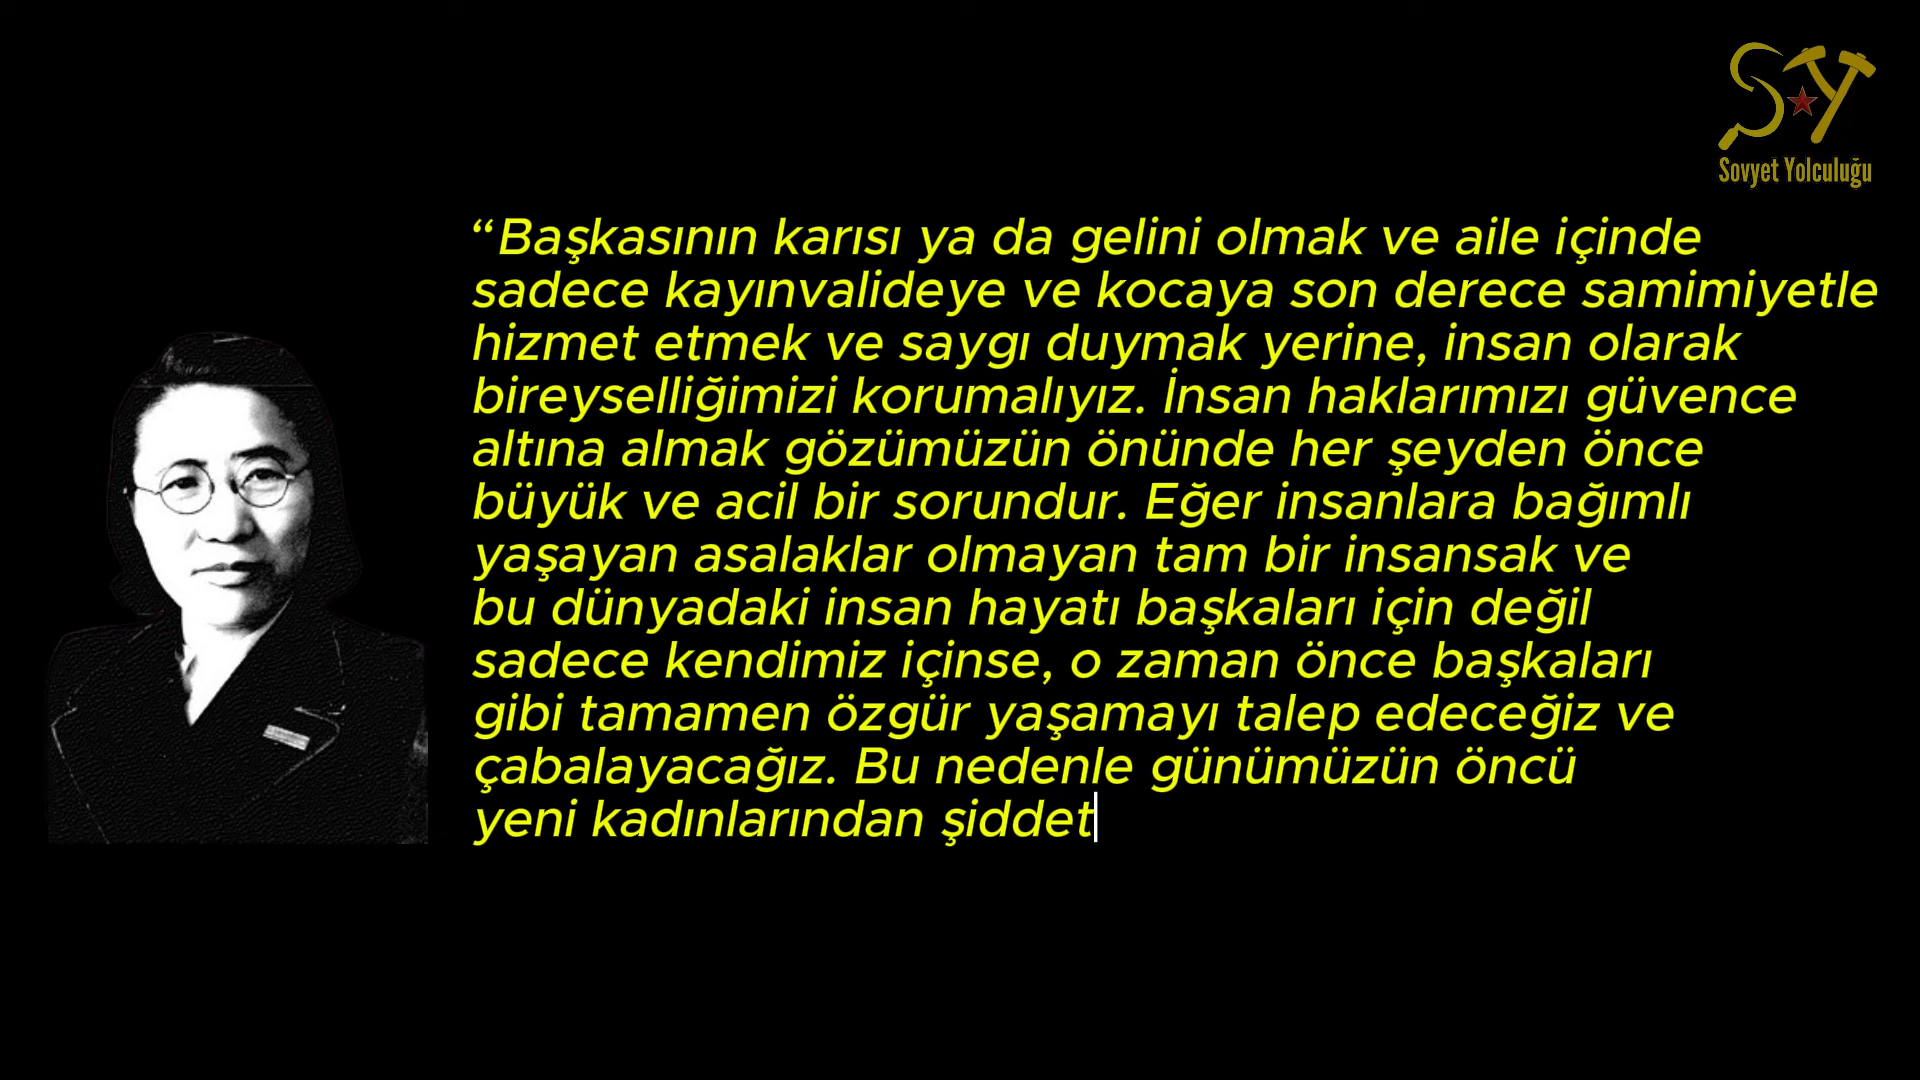 Sovyet Yolculuğu
“Başkasının karısı ya da gelini olmak ve aile içinde
sadece kayınvalideye ve kocaya son derece samimiyetle
hizmet etmek ve saygı duymak yerine, insan olarak
bireyselliğimizi korumalıyız. İnsan haklarımızı güvence
altına almak gözümüzün önünde her şeyden önce
büyük ve acil bir sorundur. Eğer insanlara bağımlı
yaşayan asalaklar olmayan tam bir insansak ve
bu dünyadaki insan hayatı başkaları için değil
sadece kendimiz içinse, o zaman önce başkaları
gibi tamamen özgür yaşamayı talep edeceğiz ve
çabalayacağız. Bu nedenle günümüzün öncü
yeni kadınlarından şiddet